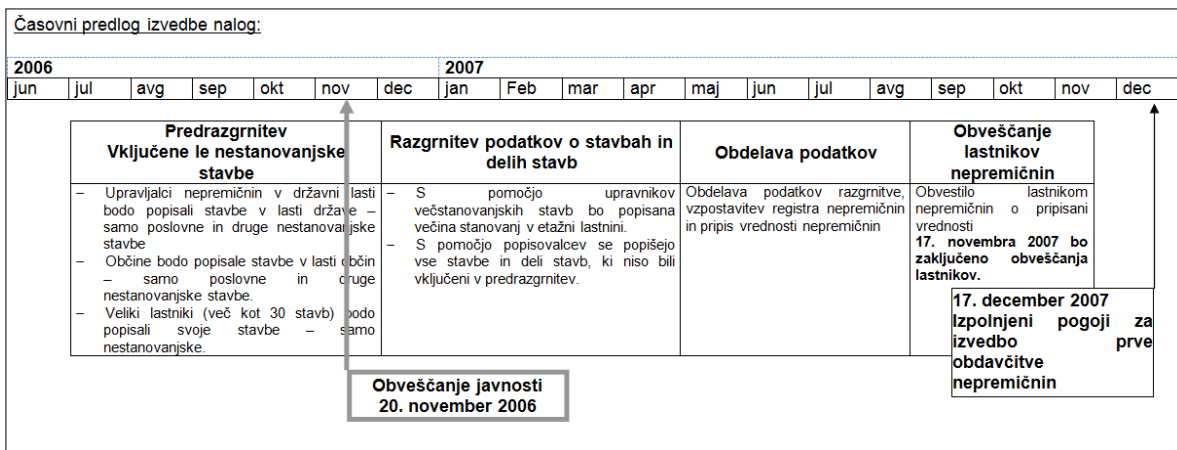 Časovni predlog izvedbe nalog:
2006 2007
jun jul avg sep okt nov dec jan Feb mar apr maj jun jul avg sep okt nov dec
Predrazgrnitev
Vključene le nestanovanjske
stavbe
– Upravljalci nepremičnin v državni lasti
bodo popisali stavbe v lasti države –
samo poslovne in druge nestanovanjske
stavbe
– Občine bodo popisale stavbe v lasti občin
– samo poslovne in druge
nestanovanjske stavbe.
– Veliki lastniki (več kot 30 stavb) bodo
popisali svoje stavbe – samo
nestanovanjske.
Razgrnitev podatkov o stavbah in
delih stavb
– S pomočjo upravnikov
večstanovanjskih stavb bo popisana
večina stanovanj v etažni lastnini.
– S pomočjo popisovalcev se popišejo
vse stavbe in deli stavb, ki niso bili
vključeni v predrazgrnitev.
Obdelava podatkov
Obdelava podatkov razgrnitve,
vzpostavitev registra nepremičnin
in pripis vrednosti nepremičnin
Obveščanje
lastnikov
nepremičnin
Obvestilo lastnikom
nepremičnin o pripisani
vrednosti
17. novembra 2007 bo
zaključeno obveščanja
lastnikov.
17. december 2007
Izpolnjeni pogoji za
izvedbo prve
obdavčitve
nepremičnin
Obveščanje javnosti
20. november 2006